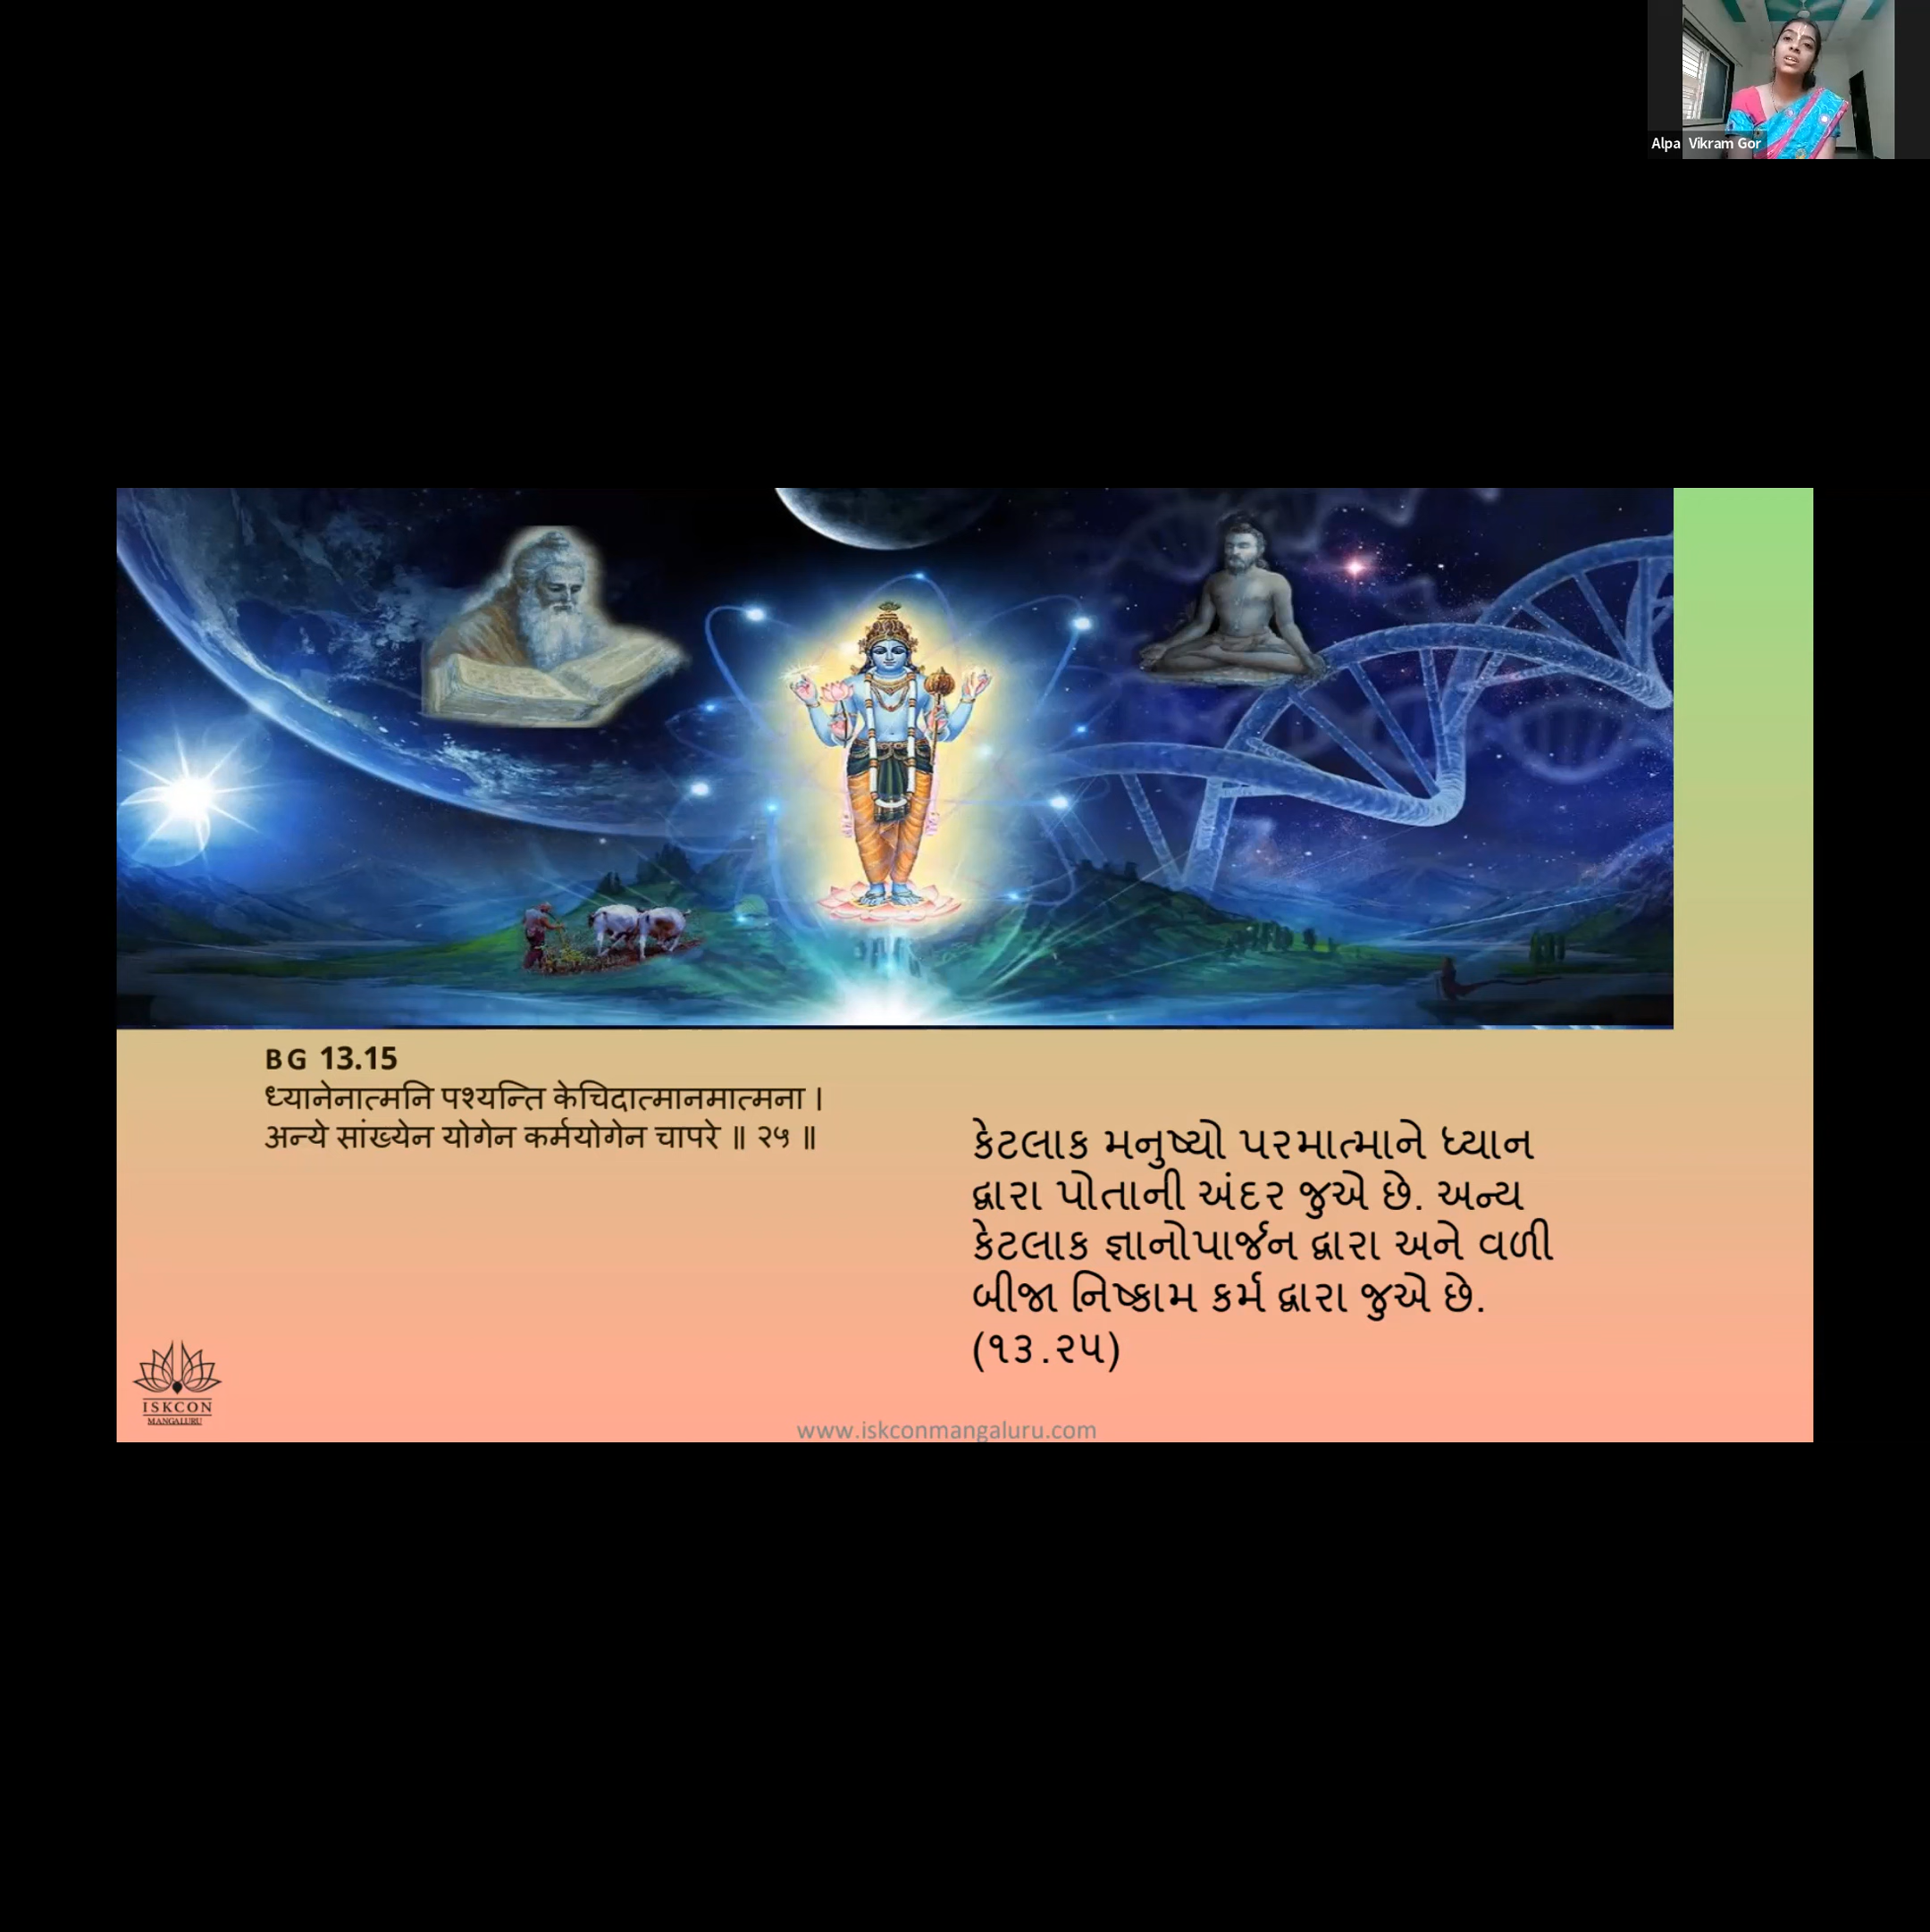 Alpa Vikram Gor
BG 13.15
ध्यानेनात्मनि पश्यन्ति केचिदात्मानमात्मना ।
अन्ये सांख्येन योगेन कर्मयोगेन चापरे ॥ २५ ॥
કેટલાક મનુષ્યો પરમાત્માને ધ્યાન
દ્વારા પોતાની અંદર જુએ છે. અન્ય
કેટલાક જ્ઞાનોપાર્જન દ્વારા અને વળી
બીજા નિષ્કામ કર્મ દ્વારા જુએ છે.
(૧૩.૨૫)
ISKCON
MANGALURU
www.iskconmangaluru.com